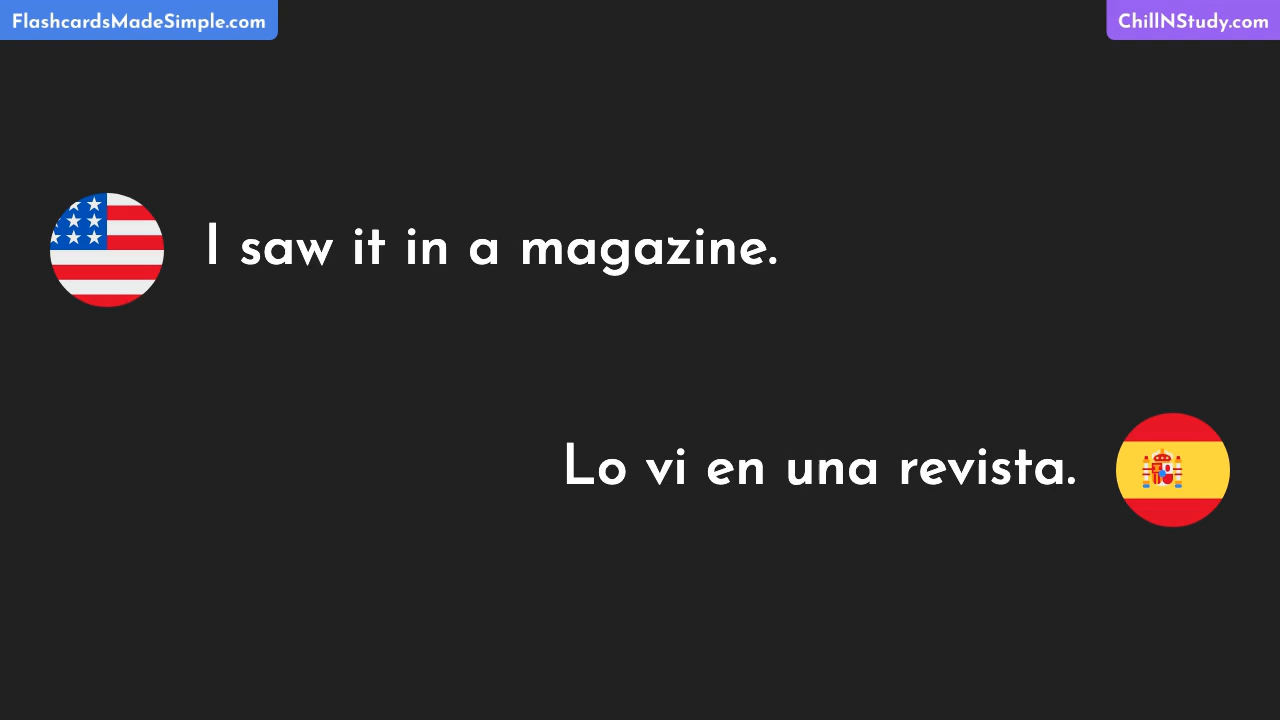 FlashcardsMadeSimple.com
ChillNStudy.com
I saw it in a magazine.
Lo vi en una revista.